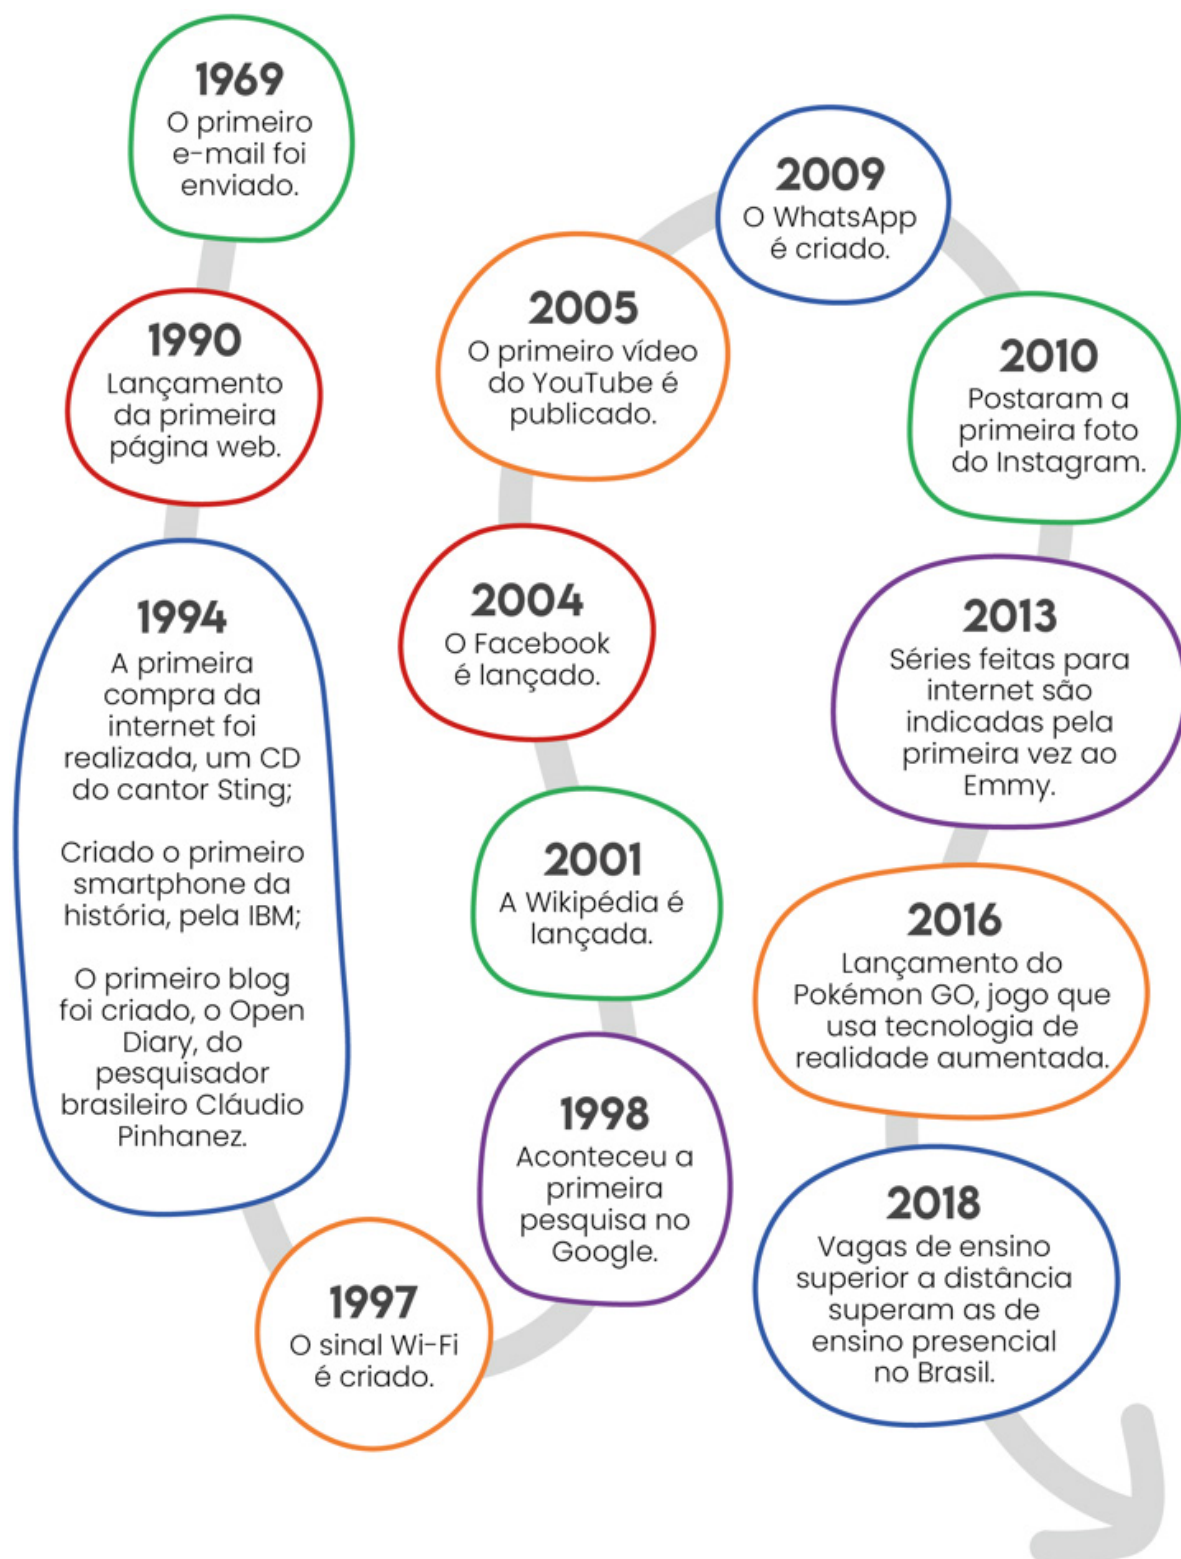 1969
O primeiro
e-mail foi
enviado.
1990
Lançamento
da primeira
página web.
1994
A primeira
compra da
internet foi
realizada, um CD
do cantor Sting;
Criado o primeiro
smartphone da
história, pela IBM;
O primeiro blog
foi criado, o Open
Diary, do
pesquisador
brasileiro Cláudio
Pinhanez.
1997
O sinal Wi-Fi
é criado.
1998
Aconteceu a
primeira
pesquisa no
Google.
2001
A Wikipédia é
lançada.
2004
O Facebook
é lançado.
2005
O primeiro vídeo
do YouTube é
publicado.
2009
O WhatsApp
é criado.
2010
Postaram a
primeira foto
do Instagram.
2013
Séries feitas para
internet são
indicadas pela
primeira vez ao
Emmy.
2016
Lançamento do
Pokémon GO, jogo que
usa tecnologia de
realidade aumentada.
2018
Vagas de ensino
superior a distância
superam as de
ensino presencial
no Brasil.